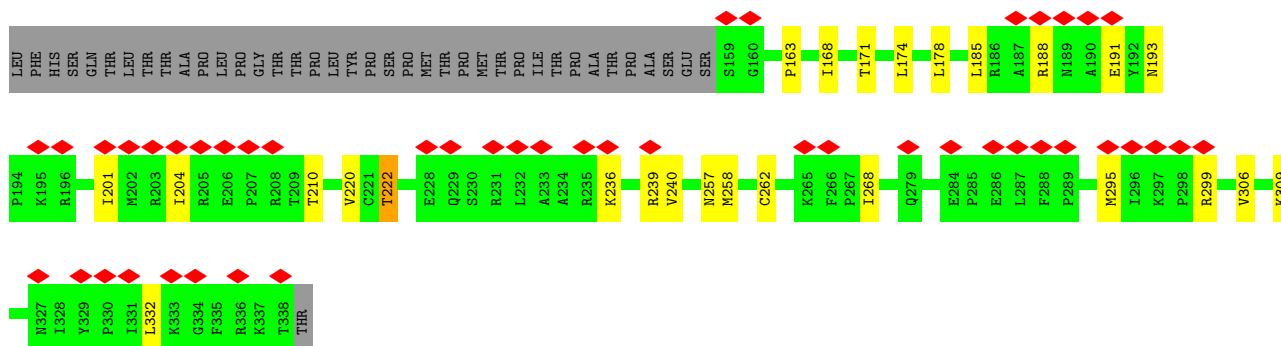 LEU PHE HIS SER GLN THR LEU THR THR ALA PRO LEU PRO GLY THR THR PRO LEU TYR PRO SER PRO MET THR PRO MET THR PRO ILE THR PRO ALA THR PRO ALA SER GLU SER S159 G160 P163 I168 T171 L174 L178 L185 R186 A187 R188 N189 A190 E191 Y192 N193
P194 K195 R196 I201 M202 R203 I204 R205 E206 P207 R208 T209 T210 V220 C221 T222 E228 Q229 S230 R231 L232 A233 A234 R235 K236 R239 V240 N257 M258 C262 K265 F266 P267 I268 Q279 E284 P285 E286 L287 F288 P289 M295 I296 K297 P298 R299 V306 K309
N327 I328 Y329 P330 I331 L332 K333 G334 F335 R336 K337 T338 THR